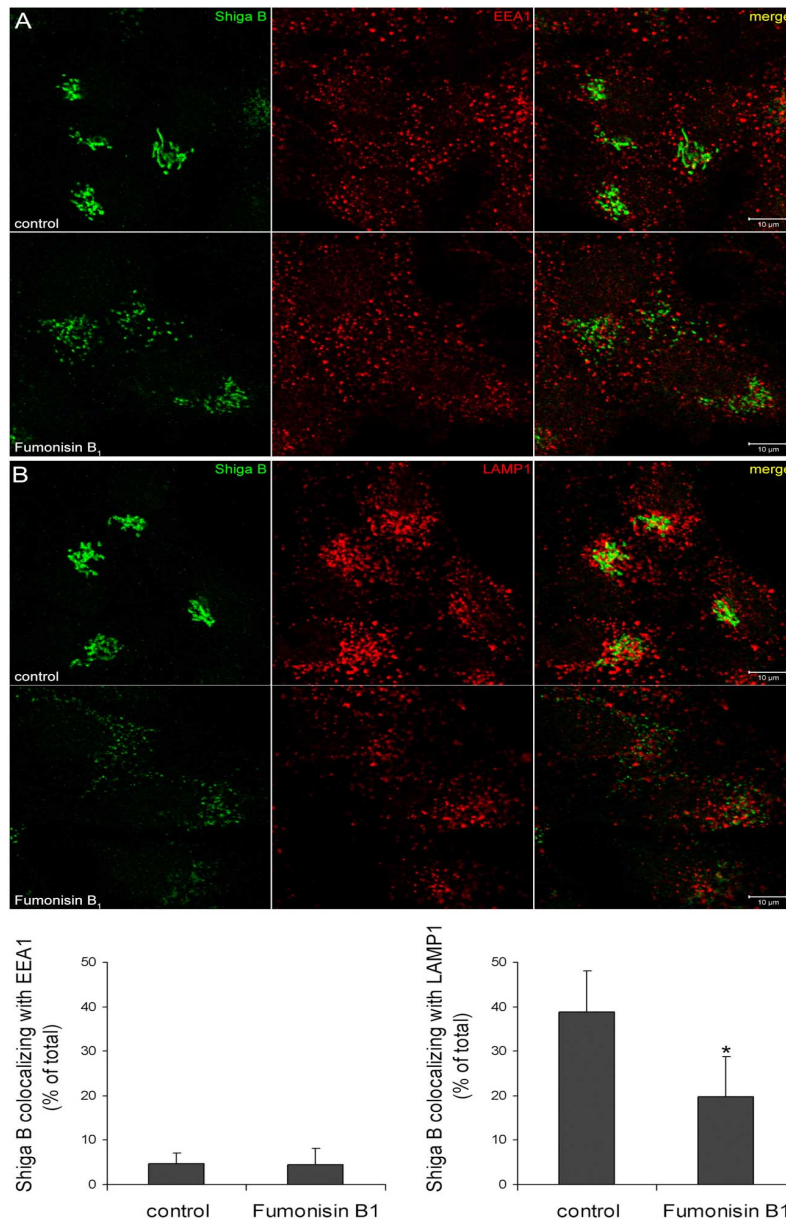 A
Shiga B
EEA1
merge
control
10 µm
Fumonisin B₁
10 µm
B
Shiga B
LAMP1
merge
control
10 µm
Fumonisin B₁
10 µm
Shiga B colocalizing with EEA1
(% of total)
50
40
30
20
10
0
control
Fumonisin B1
Shiga B colocalizing with LAMP1
(% of total)
50
40
30
20
10
0
*
control
Fumonisin B1